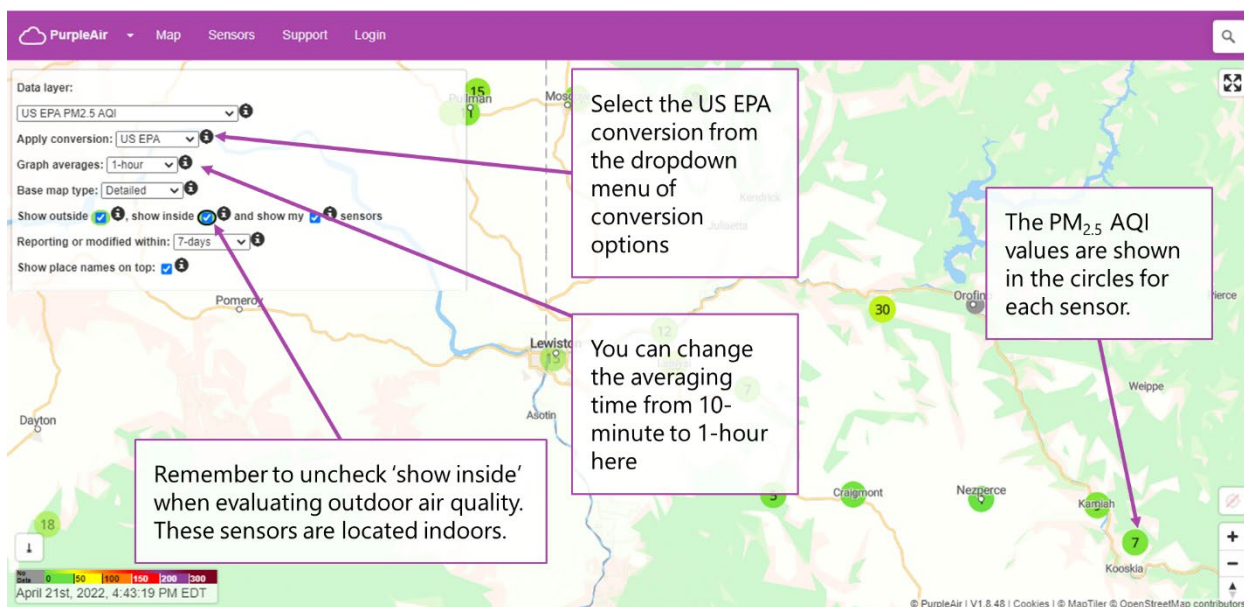 PurpleAir Map Sensors Support Login
Data layer:
US EPA PM2.5 AQI
Apply conversion: US EPA
Graph averages: 1-hour
Base map type: Detailed
Show outside , show inside and show my sensors
Reporting or modified within: 7-days
Show place names on top:
Select the US EPA
conversion from
the dropdown
menu of
conversion
options
You can change
the averaging
time from 10-
minute to 1-hour
here
Remember to uncheck ‘show inside’
when evaluating outdoor air quality.
These sensors are located indoors.
The PM2.5 AQI
values are shown
in the circles for
each sensor.
15
Pullman
11
Kendrick
Juliaetta
Pomeroy
Lewiston
13
12
7
30
Weippe
Dayton
Asotin
18
5
Craigmont
Nezperce
Kamiah
7
Kooskia
No
Data 0 50 100 150 200 300
April 21st, 2022, 4:43:19 PM EDT
© PurpleAir | V1.8.48 | Cookies | © MapTiler © OpenStreetMap contributors